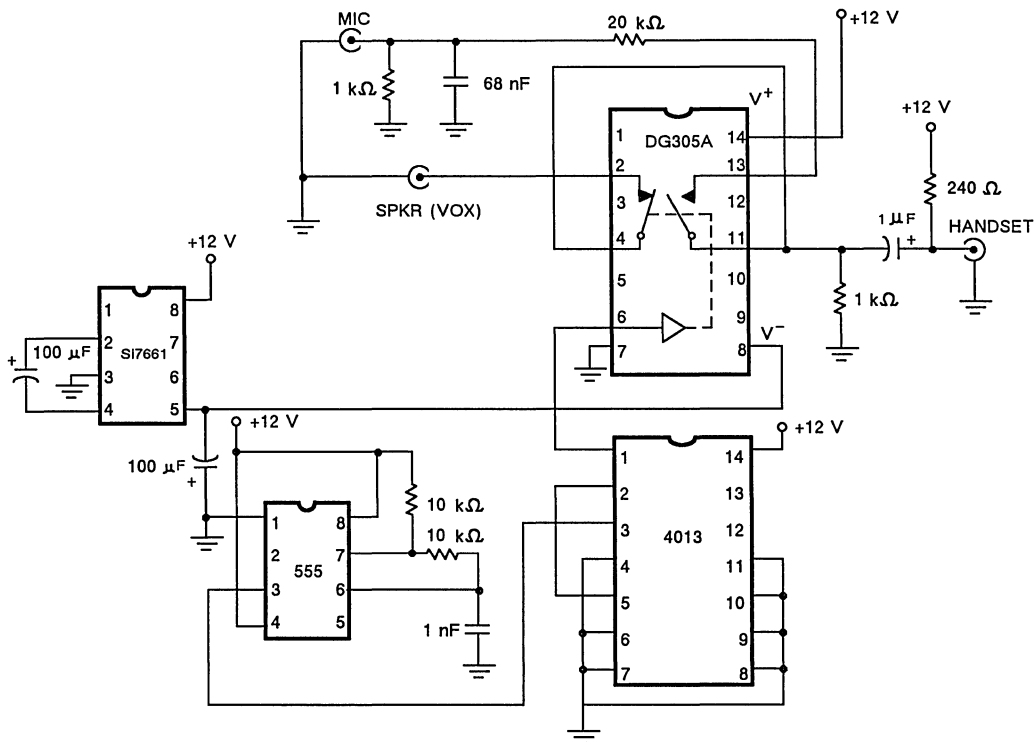 MIC
20 kΩ
+12 V
1 kΩ
68 nF
V+
+12 V
DG305A
1
2
3
4
5
6
7
14
13
12
11
10
9
8
V−
240 Ω
1 µF
+
HANDSET
1 kΩ
SPKR (VOX)
+12 V
SI7661
1
2
3
4
8
7
6
5
+
100 µF
+12 V
100 µF
+
555
1
2
3
4
8
7
6
5
10 kΩ
10 kΩ
1 nF
+12 V
4013
1
2
3
4
5
6
7
14
13
12
11
10
9
8